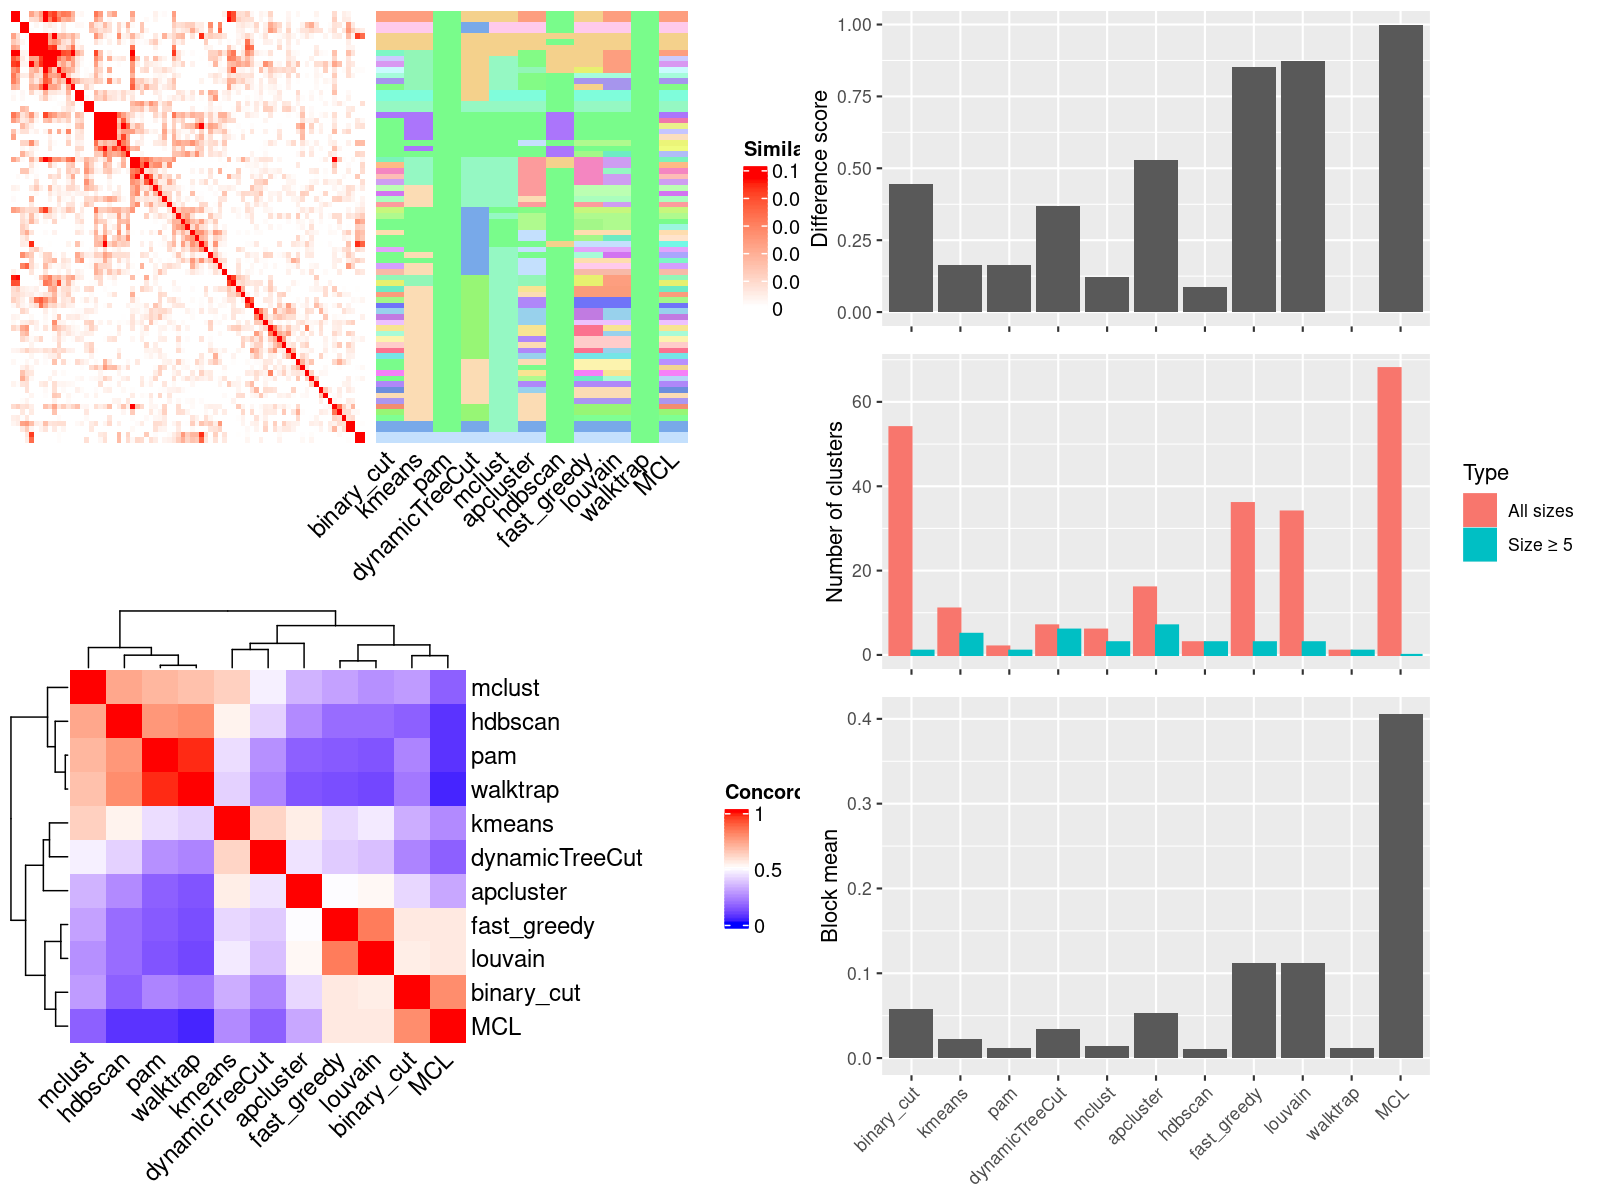 Simila
0.1
0.0
0.0
0.0
0.0
0
binary_cut
kmeans
pam
dynamicTreeCut
mclust
apcluster
hdbscan
fast_greedy
louvain
walktrap
MCL
mclust
hdbscan
pam
walktrap
kmeans
dynamicTreeCut
apcluster
fast_greedy
louvain
binary_cut
MCL
mclust
hdbscan
pam
walktrap
kmeans
dynamicTreeCut
apcluster
fast_greedy
louvain
binary_cut
MCL
Concord
1
0.5
0
Difference score
1.00
0.75
0.50
0.25
0.00
Number of clusters
60
40
20
0
Type
All sizes
Size ≥ 5
Block mean
0.4
0.3
0.2
0.1
0.0
binary_cut
kmeans
pam
dynamicTreeCut
mclust
apcluster
hdbscan
fast_greedy
louvain
walktrap
MCL